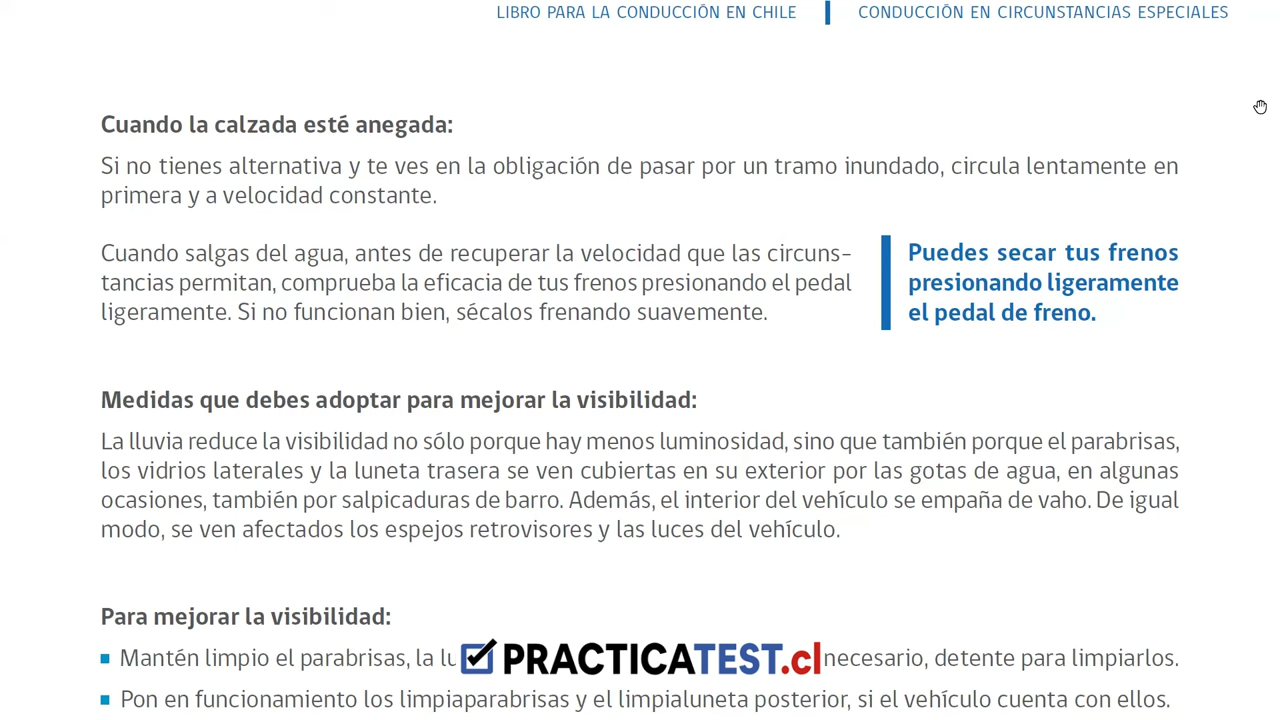 LIBRO PARA LA CONDUCCIÓN EN CHILE CONDUCCIÓN EN CIRCUNSTANCIAS ESPECIALES
Cuando la calzada esté anegada:
Si no tienes alternativa y te ves en la obligación de pasar por un tramo inundado, circula lentamente en
primera y a velocidad constante.
Cuando salgas del agua, antes de recuperar la velocidad que las circuns-
tancias permitan, comprueba la eficacia de tus frenos presionando el pedal
ligeramente. Si no funcionan bien, sécalos frenando suavemente.
Puedes secar tus frenos
presionando ligeramente
el pedal de freno.
Medidas que debes adoptar para mejorar la visibilidad:
La lluvia reduce la visibilidad no sólo porque hay menos luminosidad, sino que también porque el parabrisas,
los vidrios laterales y la luneta trasera se ven cubiertas en su exterior por las gotas de agua, en algunas
ocasiones, también por salpicaduras de barro. Además, el interior del vehículo se empaña de vaho. De igual
modo, se ven afectados los espejos retrovisores y las luces del vehículo.
Para mejorar la visibilidad:
Mantén limpio el parabrisas, la PRACTICATEST.cl necesario, detente para limpiarlos.
Pon en funcionamiento los limpiaparabrisas y el limpialuneta posterior, si el vehículo cuenta con ellos.